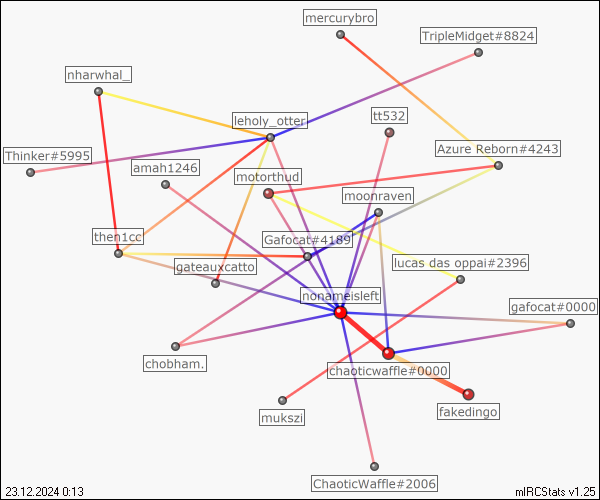 mercurybro
TripleMidget#8824
nharwhal_
leholy_otter
tt532
Thinker#5995
amah1246
Azure Reborn#4243
motorthud
moonraven
then1cc
Gafocat#4189
gateauxcatto
lucas das oppai#2396
nonameisleft
gafocat#0000
chobham.
chaoticwaffle#0000
mukszi
fakedingo
ChaoticWaffle#2006
23.12.2024 0:13
mIRCStats v1.25